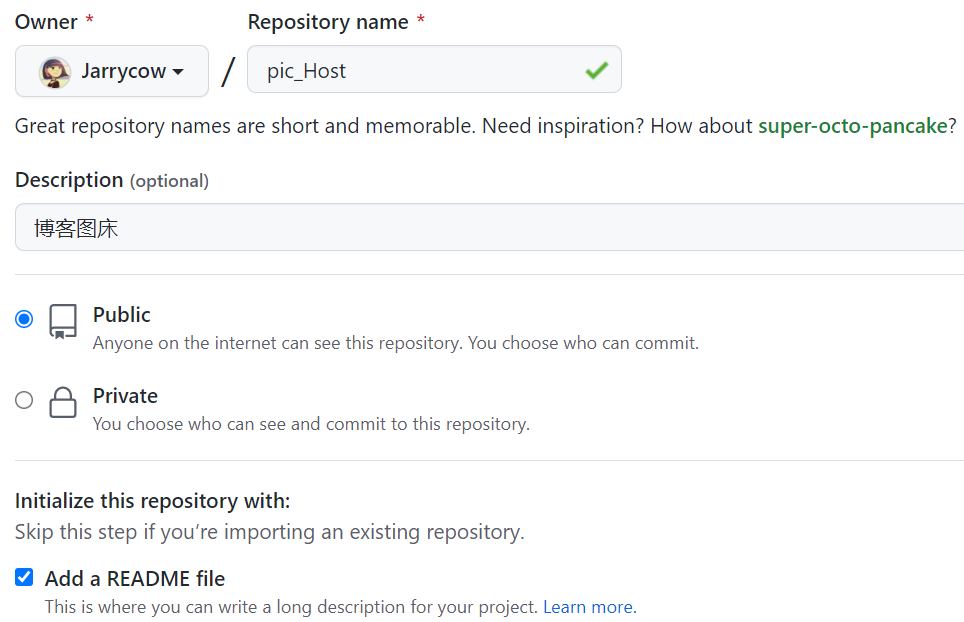 Owner * Repository name *
Jarrycow / pic_Host
Great repository names are short and memorable. Need inspiration? How about super-octo-pancake?
Description (optional)
博客图床
Public
Anyone on the internet can see this repository. You choose who can commit.
Private
You choose who can see and commit to this repository.
Initialize this repository with:
Skip this step if you’re importing an existing repository.
Add a README file
This is where you can write a long description for your project. Learn more.